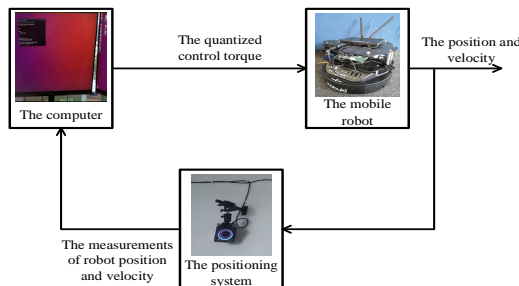 The quantized
control torque
The position and
velocity
The computer
The mobile
robot
The measurements
of robot position
and velocity
The positioning
system